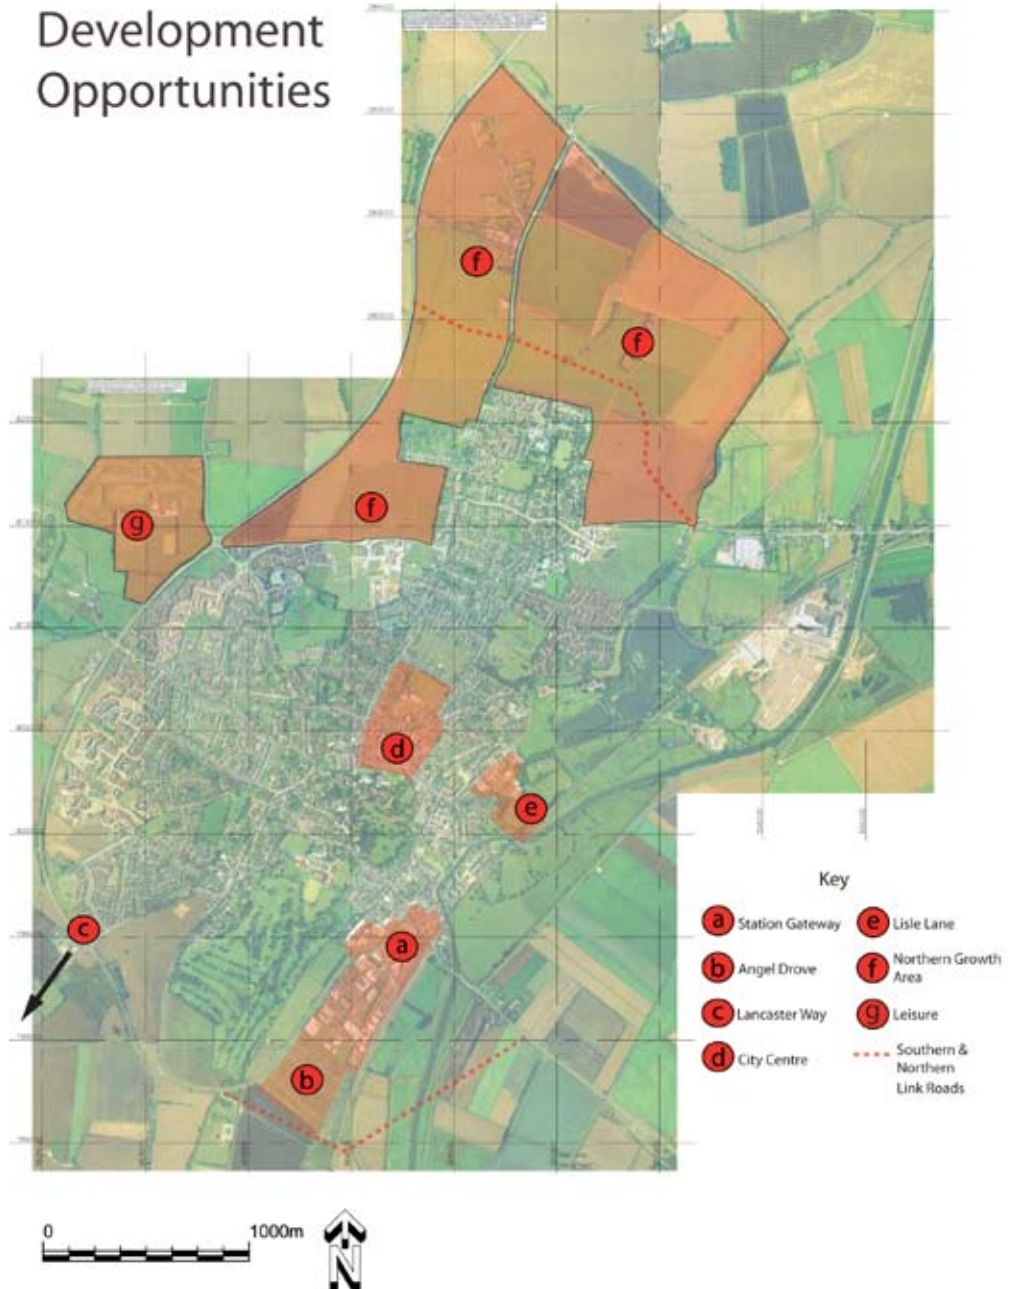 Development
Opportunities
f
f
f
g
d
e
c
a
b
Key
a Station Gateway
b Angel Drove
c Lancaster Way
d City Centre
e Lisle Lane
f Northern Growth
Area
g Leisure
Southern &
Northern
Link Roads
0 1000m
N